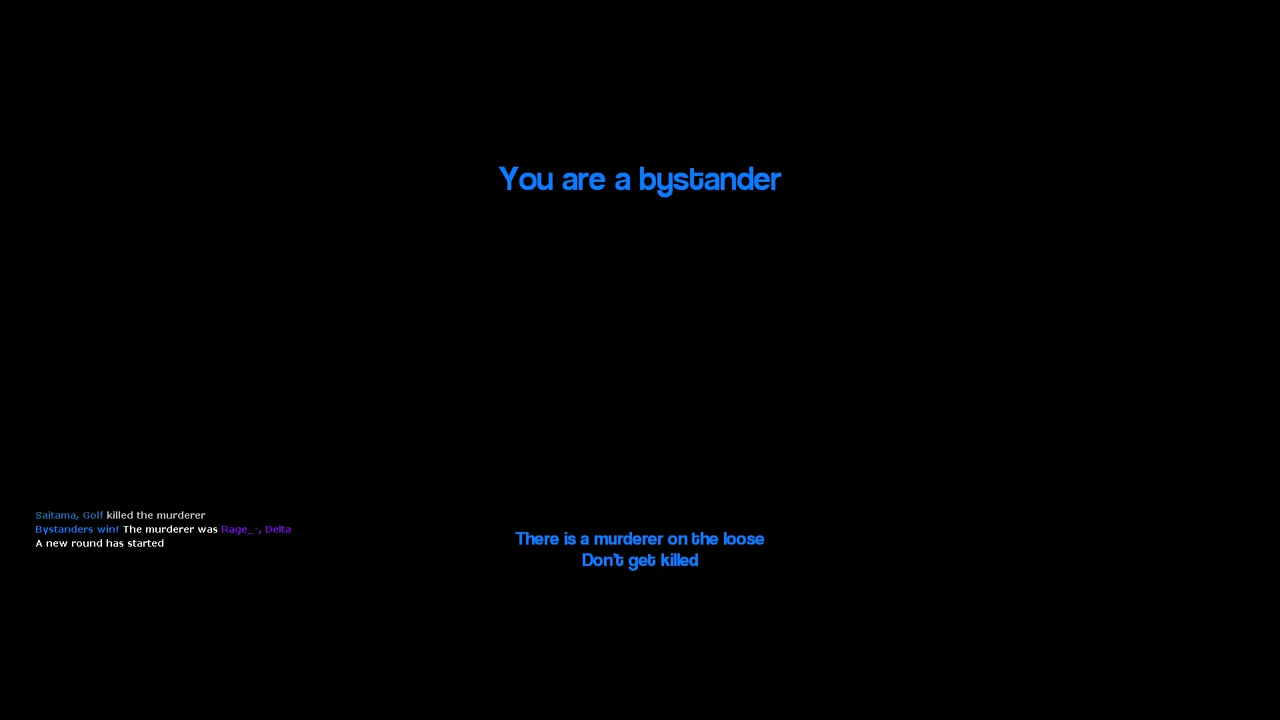 You are a bystander
Saitama, Golf killed the murderer
Bystanders win! The murderer was Rage_-, Delta
A new round has started
There is a murderer on the loose
Don't get killed